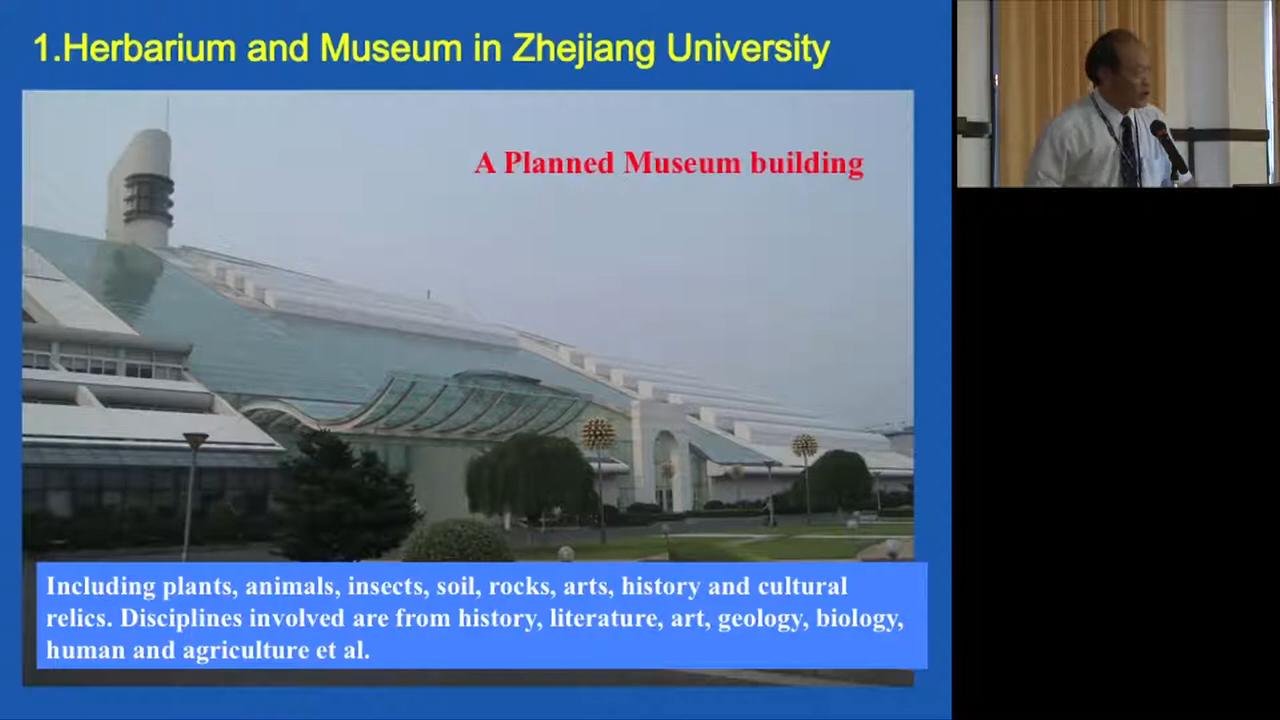 1.Herbarium and Museum in Zhejiang University
A Planned Museum building
Including plants, animals, insects, soil, rocks, arts, history and cultural
relics. Disciplines involved are from history, literature, art, geology, biology,
human and agriculture et al.